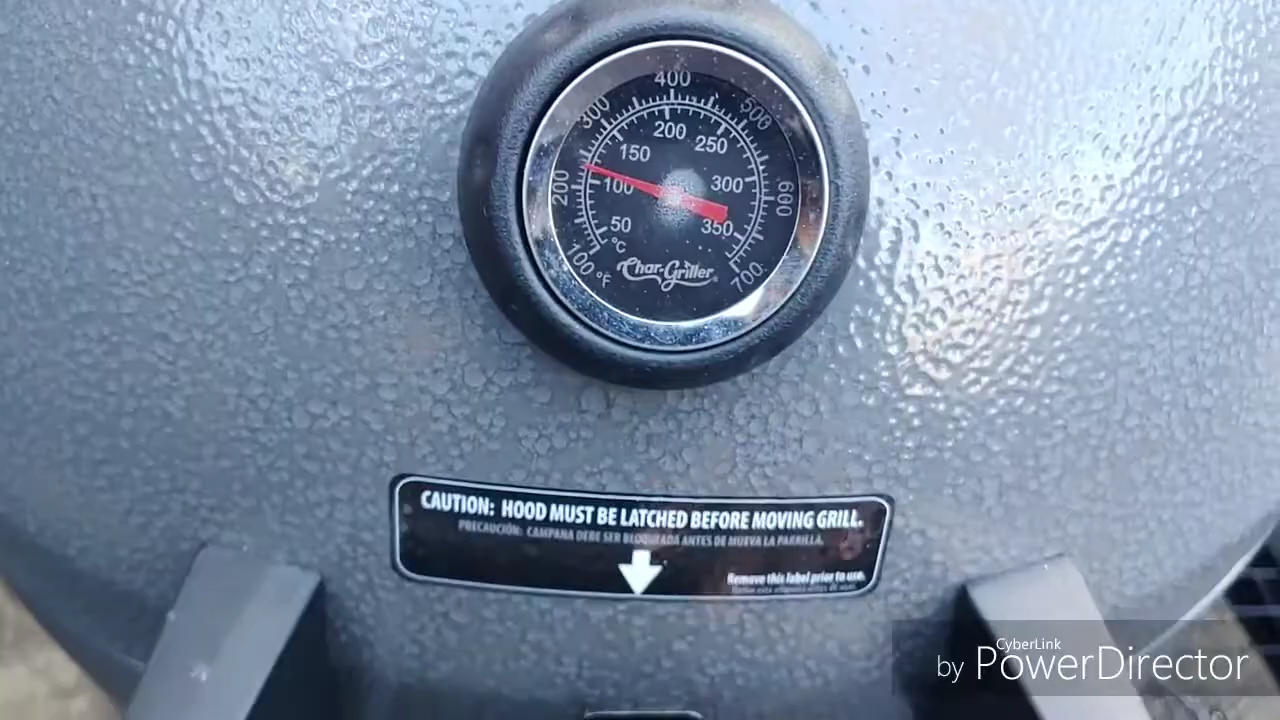 400
300
500
200
150
250
200
100
300
600
50
350
°C
100
°F
700
Char-Griller
CAUTION: HOOD MUST BE LATCHED BEFORE MOVING GRILL.
PRECAUCIÓN: CAMPANA DEBE SER BLOQUEADA ANTES DE MUEVA LA PARRILLA.
Remove this label prior to use.
CyberLink
by PowerDirector